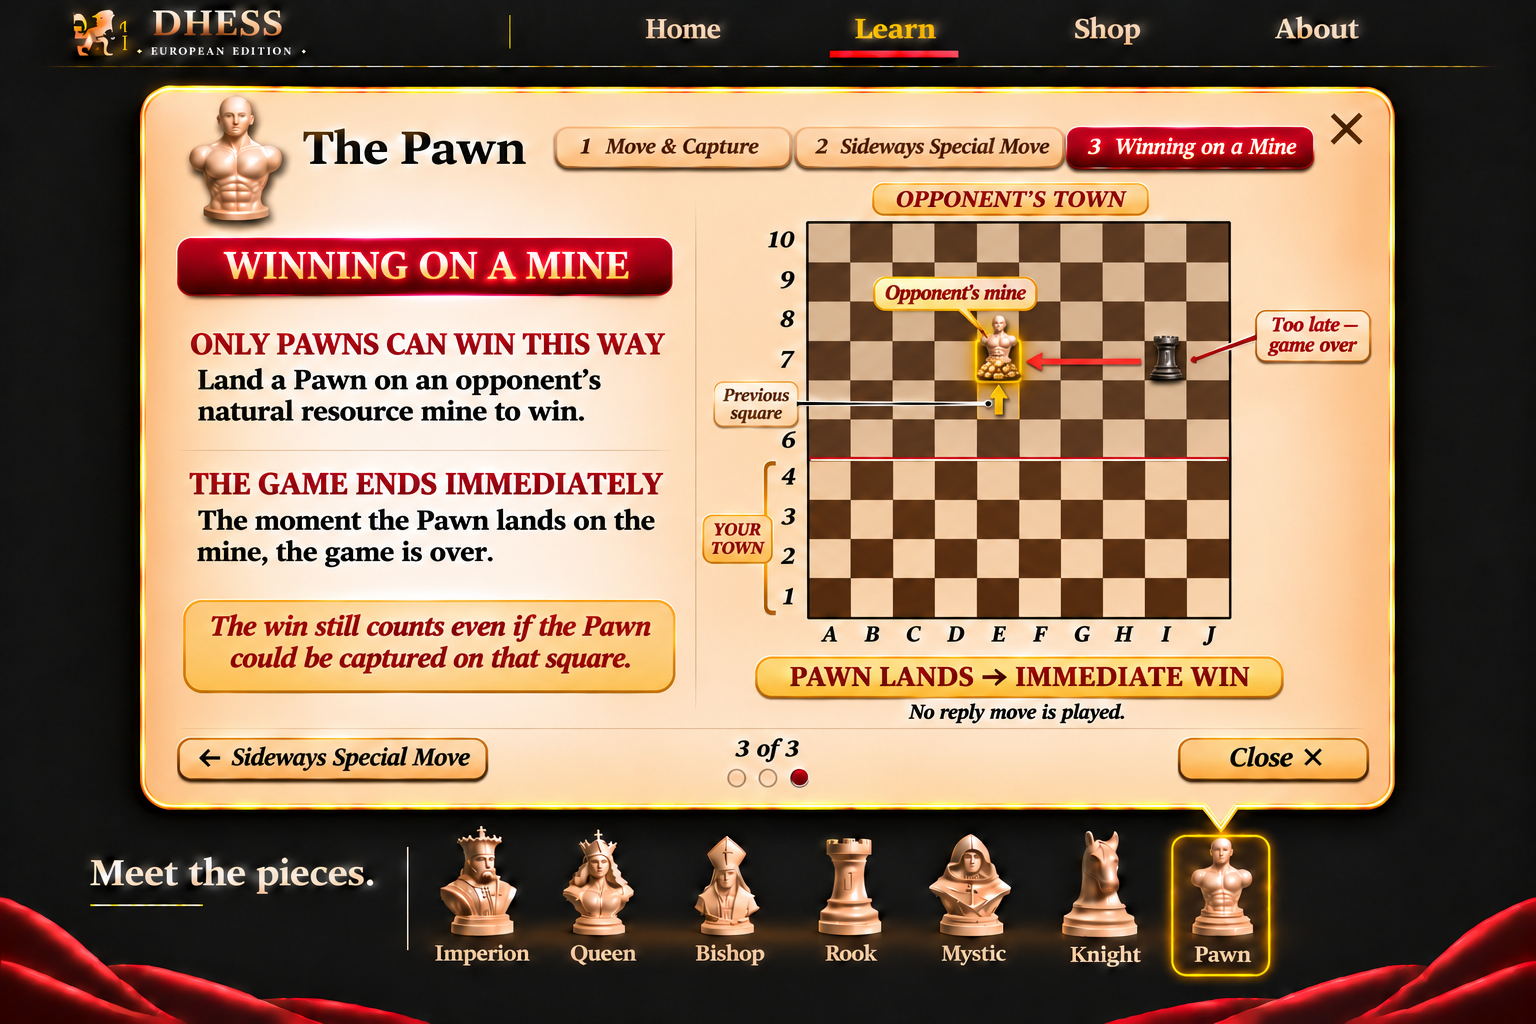 DHESS
EUROPEAN EDITION
Home
Learn
Shop
About
The Pawn
1 Move & Capture
2 Sideways Special Move
3 Winning on a Mine
WINNING ON A MINE
ONLY PAWNS CAN WIN THIS WAY
Land a Pawn on an opponent's
natural resource mine to win.
THE GAME ENDS IMMEDIATELY
The moment the Pawn lands on the
mine, the game is over.
The win still counts even if the Pawn
could be captured on that square.
OPPONENT'S TOWN
10
9
Opponent's mine
8
Too late –
game over
7
Previous
square
6
4
3
YOUR
TOWN
2
1
A B C D E F G H I J
PAWN LANDS → IMMEDIATE WIN
No reply move is played.
← Sideways Special Move
3 of 3
Close ×
Meet the pieces.
Imperion
Queen
Bishop
Rook
Mystic
Knight
Pawn